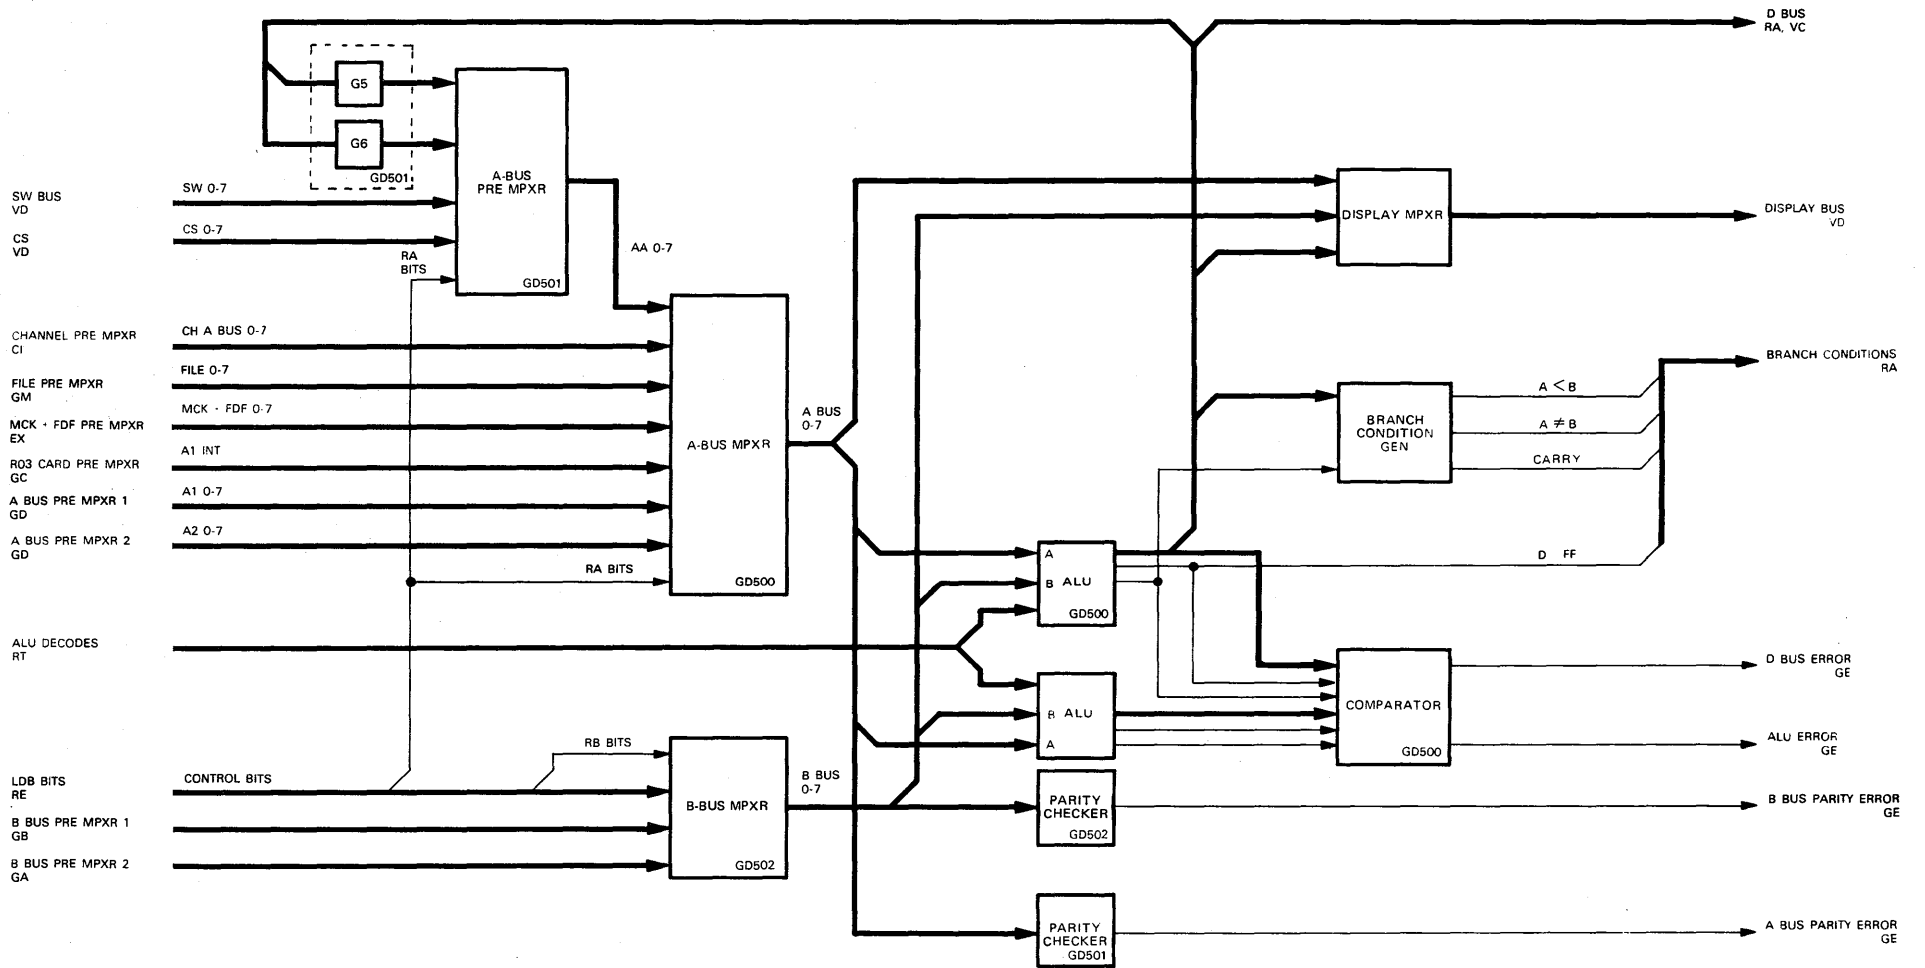 D BUS
RA, VC
G5
G6
GD501
A-BUS
PRE MPXR
GD501
SW BUS
VD
SW 0-7
CS
VD
CS 0-7
RA
BITS
AA 0-7
DISPLAY MPXR
DISPLAY BUS
VD
CHANNEL PRE MPXR
CI
CH A BUS 0-7
FILE PRE MPXR
GM
FILE 0-7
MCK + FDF PRE MPXR
EX
MCK - FDF 0-7
R03 CARD PRE MPXR
GC
A1 INT
A BUS PRE MPXR 1
GD
A1 0-7
A BUS PRE MPXR 2
GD
A2 0-7
RA BITS
A-BUS MPXR
GD500
A BUS
0-7
BRANCH
CONDITION
GEN
A < B
A ≠ B
CARRY
D FF
BRANCH CONDITIONS
RA
A
B ALU
GD500
ALU DECODES
RT
B ALU
A
COMPARATOR
GD500
D BUS ERROR
GE
ALU ERROR
GE
LDB BITS
RE
CONTROL BITS
RB BITS
B BUS PRE MPXR 1
GB
B BUS PRE MPXR 2
GA
B-BUS MPXR
GD502
B BUS
0-7
PARITY
CHECKER
GD502
B BUS PARITY ERROR
GE
PARITY
CHECKER
GD501
A BUS PARITY ERROR
GE